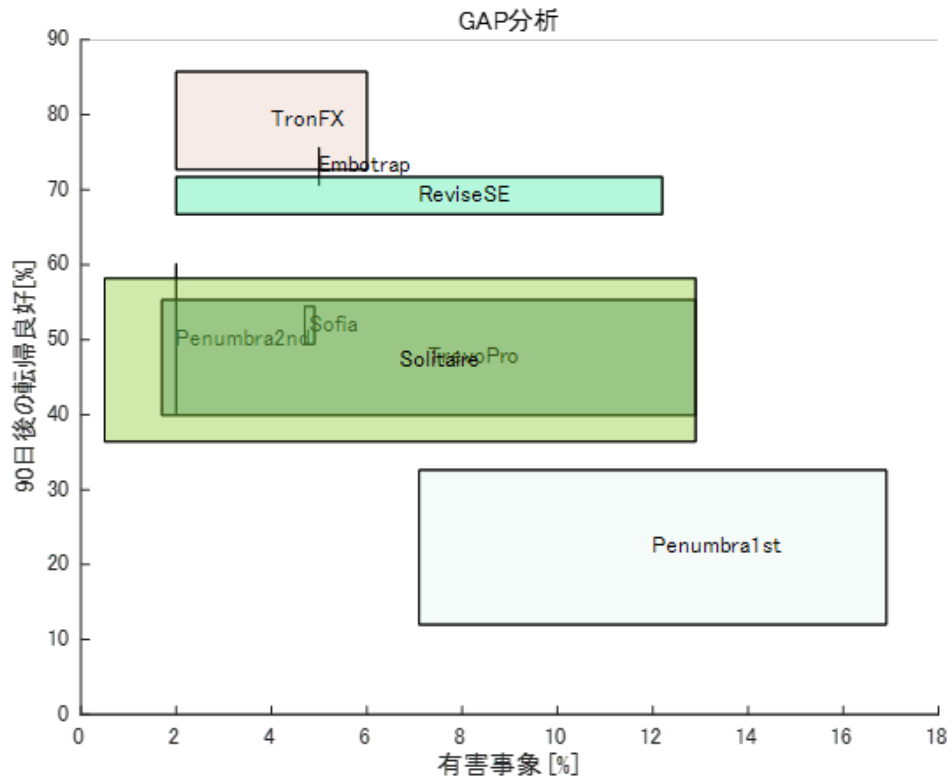 GAP分析
90
80
70
60
50
40
30
20
10
0
90日後の転帰良好[%]
TronFX
Embotrap
ReviseSE
Sofia
Penumbra2nd
TrevoPro
Solitaire
Penumbra1st
0 2 4 6 8 10 12 14 16 18
有害事象[%]